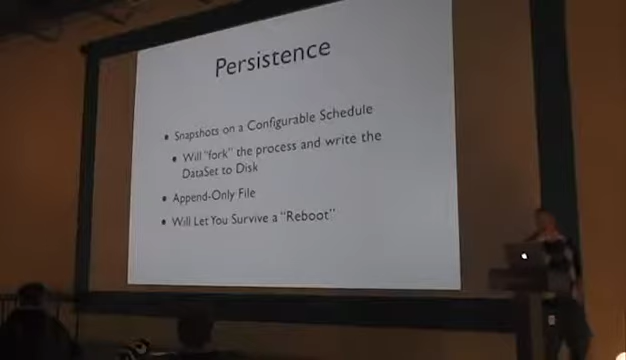 Persistence
• Snapshots on a Configurable Schedule
• Will "fork" the process and write the
DataSet to Disk
• Append-Only File
• Will Let You Survive a "Reboot"